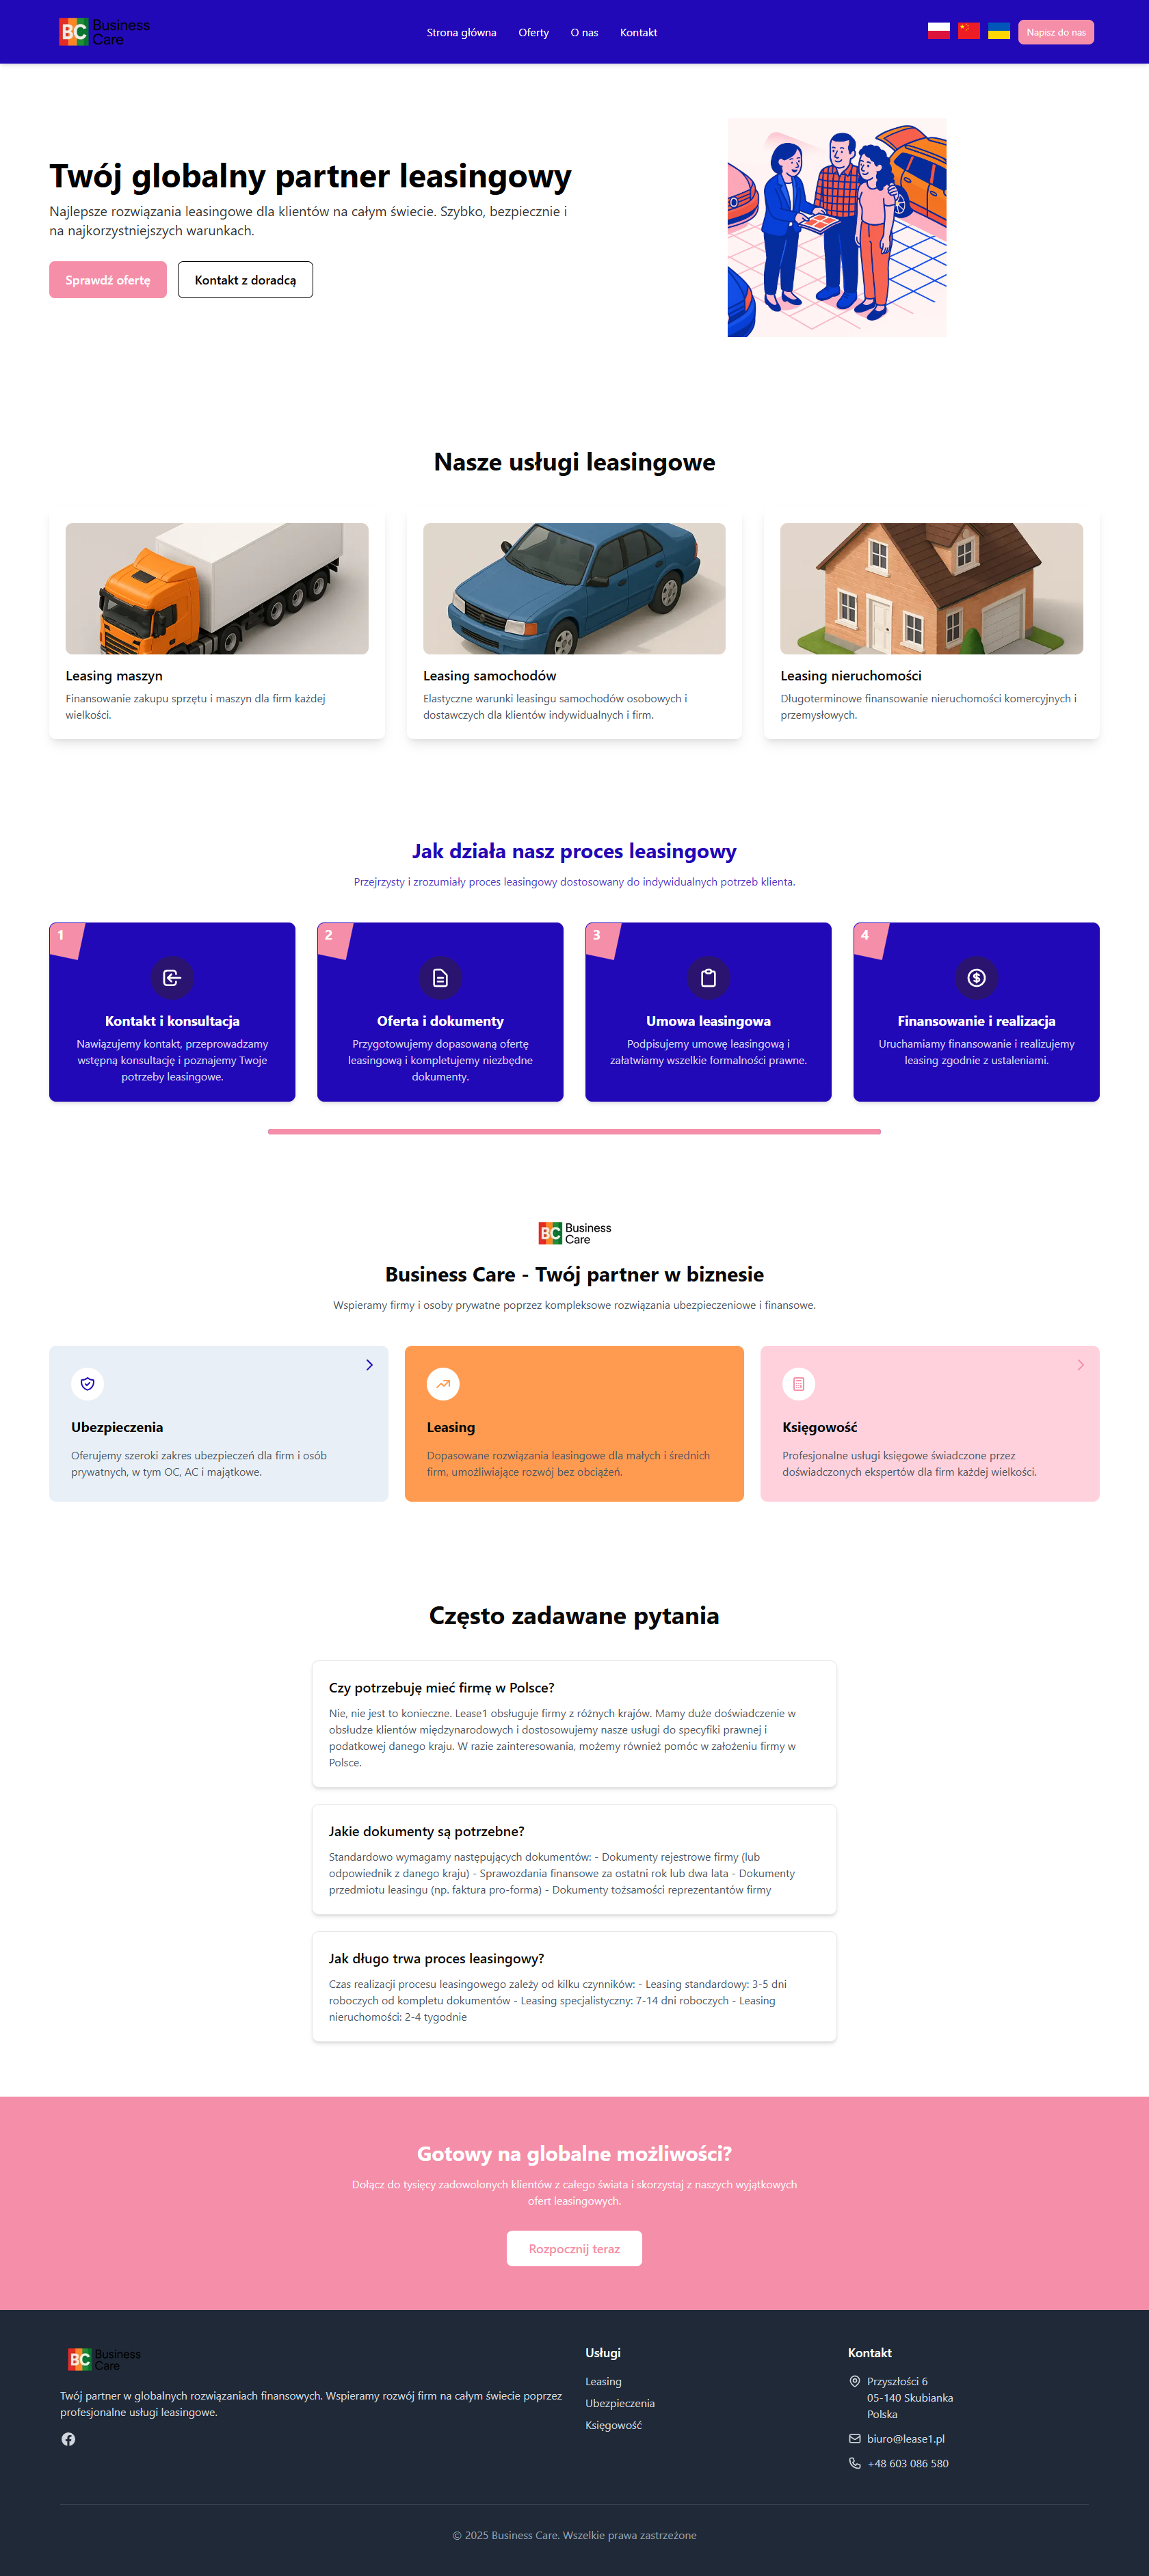 BC Business
Care
Strona główna
Oferty
O nas
Kontakt
Napisz do nas
Twój globalny partner leasingowy
Najlepsze rozwiązania leasingowe dla klientów na całym świecie. Szybko, bezpiecznie i
na najkorzystniejszych warunkach.
Sprawdź ofertę
Kontakt z doradcą
Nasze usługi leasingowe
Leasing maszyn
Finansowanie zakupu sprzętu i maszyn dla firm każdej
wielkości.
Leasing samochodów
Elastyczne warunki leasingu samochodów osobowych i
dostawczych dla klientów indywidualnych i firm.
Leasing nieruchomości
Długoterminowe finansowanie nieruchomości komercyjnych i
przemysłowych.
Jak działa nasz proces leasingowy
Przejrzysty i zrozumiały proces leasingowy dostosowany do indywidualnych potrzeb klienta.
1
Kontakt i konsultacja
Nawiązujemy kontakt, przeprowadzamy
wstępną konsultację i poznajemy Twoje
potrzeby leasingowe.
2
Oferta i dokumenty
Przygotowujemy dopasowaną ofertę
leasingową i kompletujemy niezbędne
dokumenty.
3
Umowa leasingowa
Podpisujemy umowę leasingową i
załatwiamy wszelkie formalności prawne.
4
Finansowanie i realizacja
Uruchamiamy finansowanie i realizujemy
leasing zgodnie z ustaleniami.
BC Business
Care
Business Care - Twój partner w biznesie
Wspieramy firmy i osoby prywatne poprzez kompleksowe rozwiązania ubezpieczeniowe i finansowe.
Ubezpieczenia
Oferujemy szeroki zakres ubezpieczeń dla firm i osób
prywatnych, w tym OC, AC i majątkowe.
Leasing
Dopasowane rozwiązania leasingowe dla małych i średnich
firm, umożliwiające rozwój bez obciążeń.
Księgowość
Profesjonalne usługi księgowe świadczone przez
doświadczonych ekspertów dla firm każdej wielkości.
Często zadawane pytania
Czy potrzebuję mieć firmę w Polsce?
Nie, nie jest to konieczne. Lease1 obsługuje firmy z różnych krajów. Mamy duże doświadczenie w
obsłudze klientów międzynarodowych i dostosowujemy nasze usługi do specyfiki prawnej i
podatkowej danego kraju. W razie zainteresowania, możemy również pomóc w założeniu firmy w
Polsce.
Jakie dokumenty są potrzebne?
Standardowo wymagamy następujących dokumentów: - Dokumenty rejestrowe firmy (lub
odpowiednik z danego kraju) - Sprawozdania finansowe za ostatni rok lub dwa lata - Dokumenty
przedmiotu leasingu (np. faktura pro-forma) - Dokumenty tożsamości reprezentantów firmy
Jak długo trwa proces leasingowy?
Czas realizacji procesu leasingowego zależy od kilku czynników: - Leasing standardowy: 3-5 dni
roboczych od kompletu dokumentów - Leasing specjalistyczny: 7-14 dni roboczych - Leasing
nieruchomości: 2-4 tygodnie
Gotowy na globalne możliwości?
Dołącz do tysięcy zadowolonych klientów z całego świata i skorzystaj z naszych wyjątkowych
ofert leasingowych.
Rozpocznij teraz
BC Business
Care
Twój partner w globalnych rozwiązaniach finansowych. Wspieramy rozwój firm na całym świecie poprzez
profesjonalne usługi leasingowe.
Usługi
Leasing
Ubezpieczenia
Księgowość
Kontakt
Przyszłości 6
05-140 Skubianka
Polska
biuro@lease1.pl
+48 603 086 580
© 2025 Business Care. Wszelkie prawa zastrzeżone